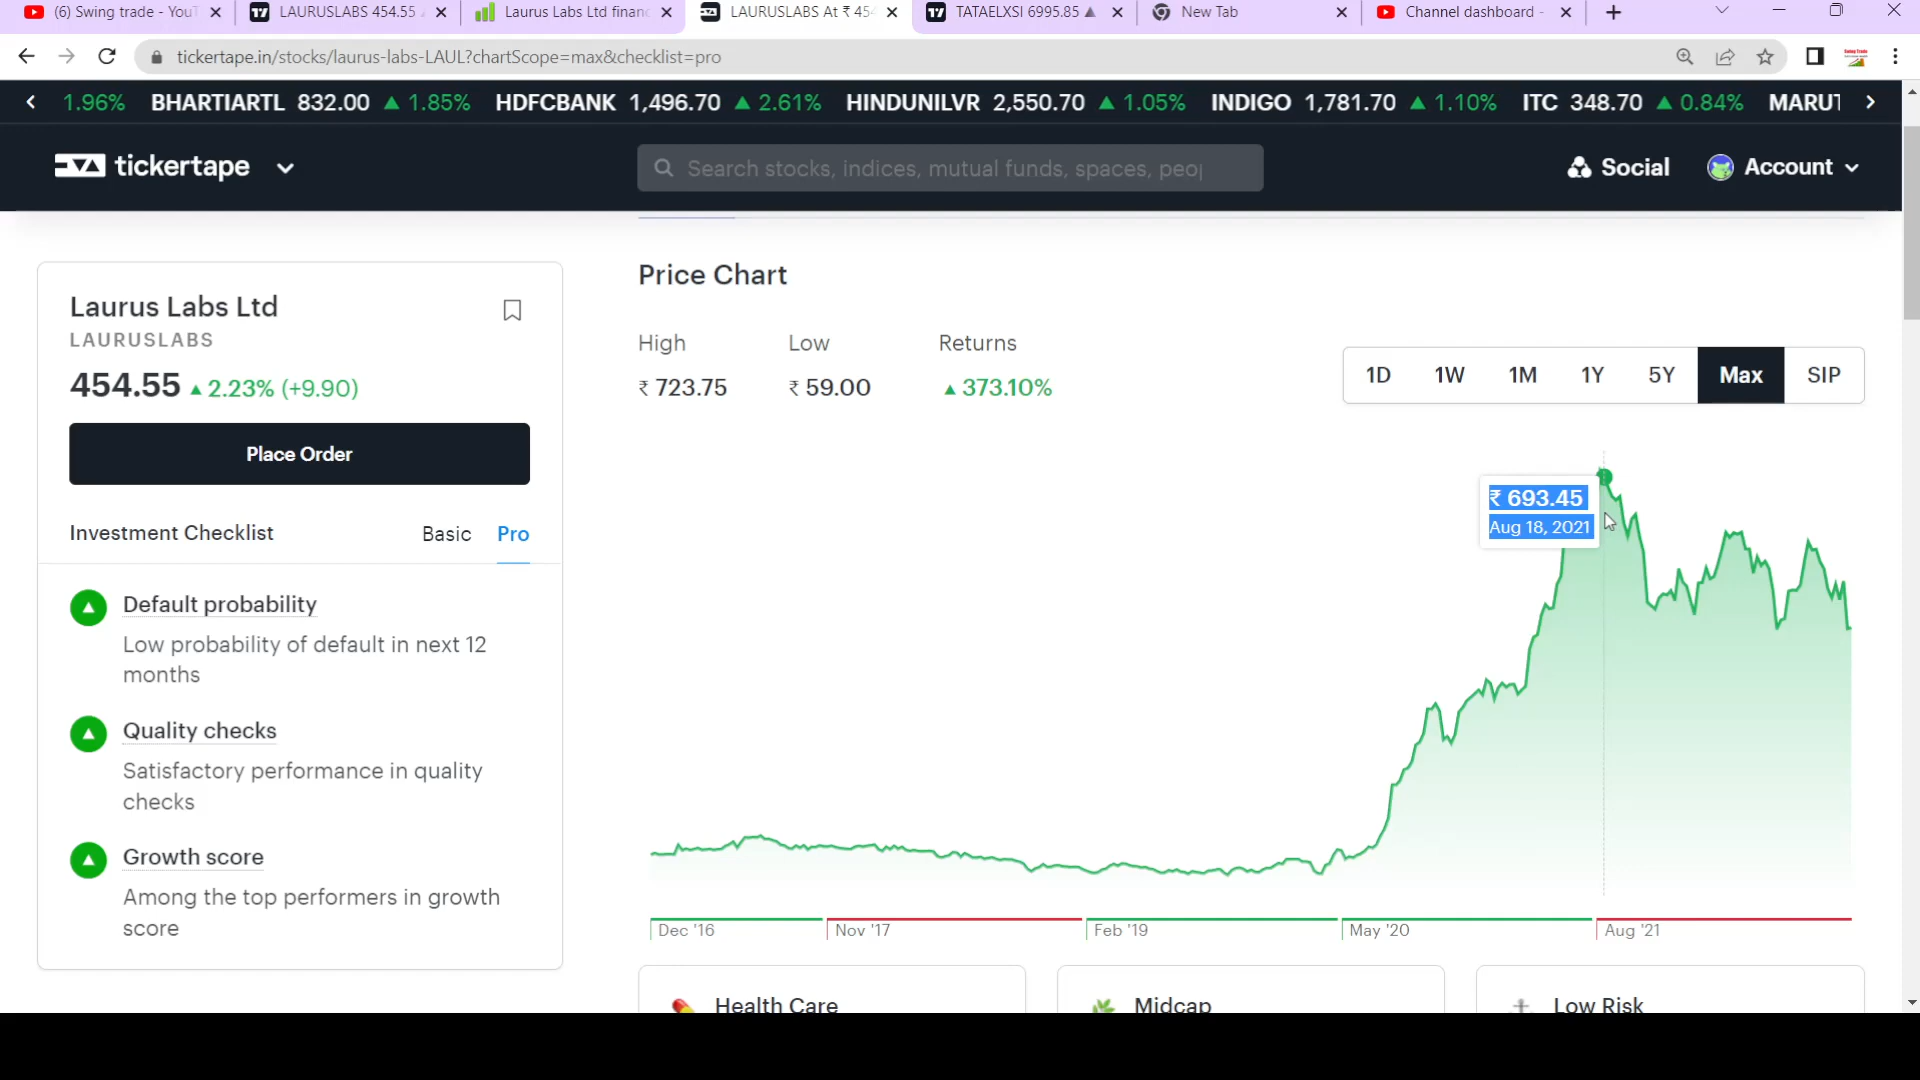 (6) Swing trade - YouT
LAURUSLABS 454.55
Laurus Labs Ltd financ
LAURUSLABS At ₹ 454
TATAELXSI 6995.85 ▲
New Tab
Channel dashboard -
tickertape.in/stocks/laurus-labs-LAUL?chartScope=max&checklist=pro
1.96% BHARTIARTL 832.00 ▲ 1.85% HDFCBANK 1,496.70 ▲ 2.61% HINDUNILVR 2,550.70 ▲ 1.05% INDIGO 1,781.70 ▲ 1.10% ITC 348.70 ▲ 0.84% MARUT
tickertape
Search stocks, indices, mutual funds, spaces, peo
Social
Account
Laurus Labs Ltd
LAURUSLABS
454.55 ▲ 2.23% (+9.90)
Place Order
Investment Checklist
Basic
Pro
Default probability
Low probability of default in next 12
months
Quality checks
Satisfactory performance in quality
checks
Growth score
Among the top performers in growth
score
Price Chart
High Low Returns
₹ 723.75 ₹ 59.00 ▲ 373.10%
1D 1W 1M 1Y 5Y Max SIP
₹ 693.45
Aug 18, 2021
Dec '16 Nov '17 Feb '19 May '20 Aug '21
Health Care
Midcap
Low Risk